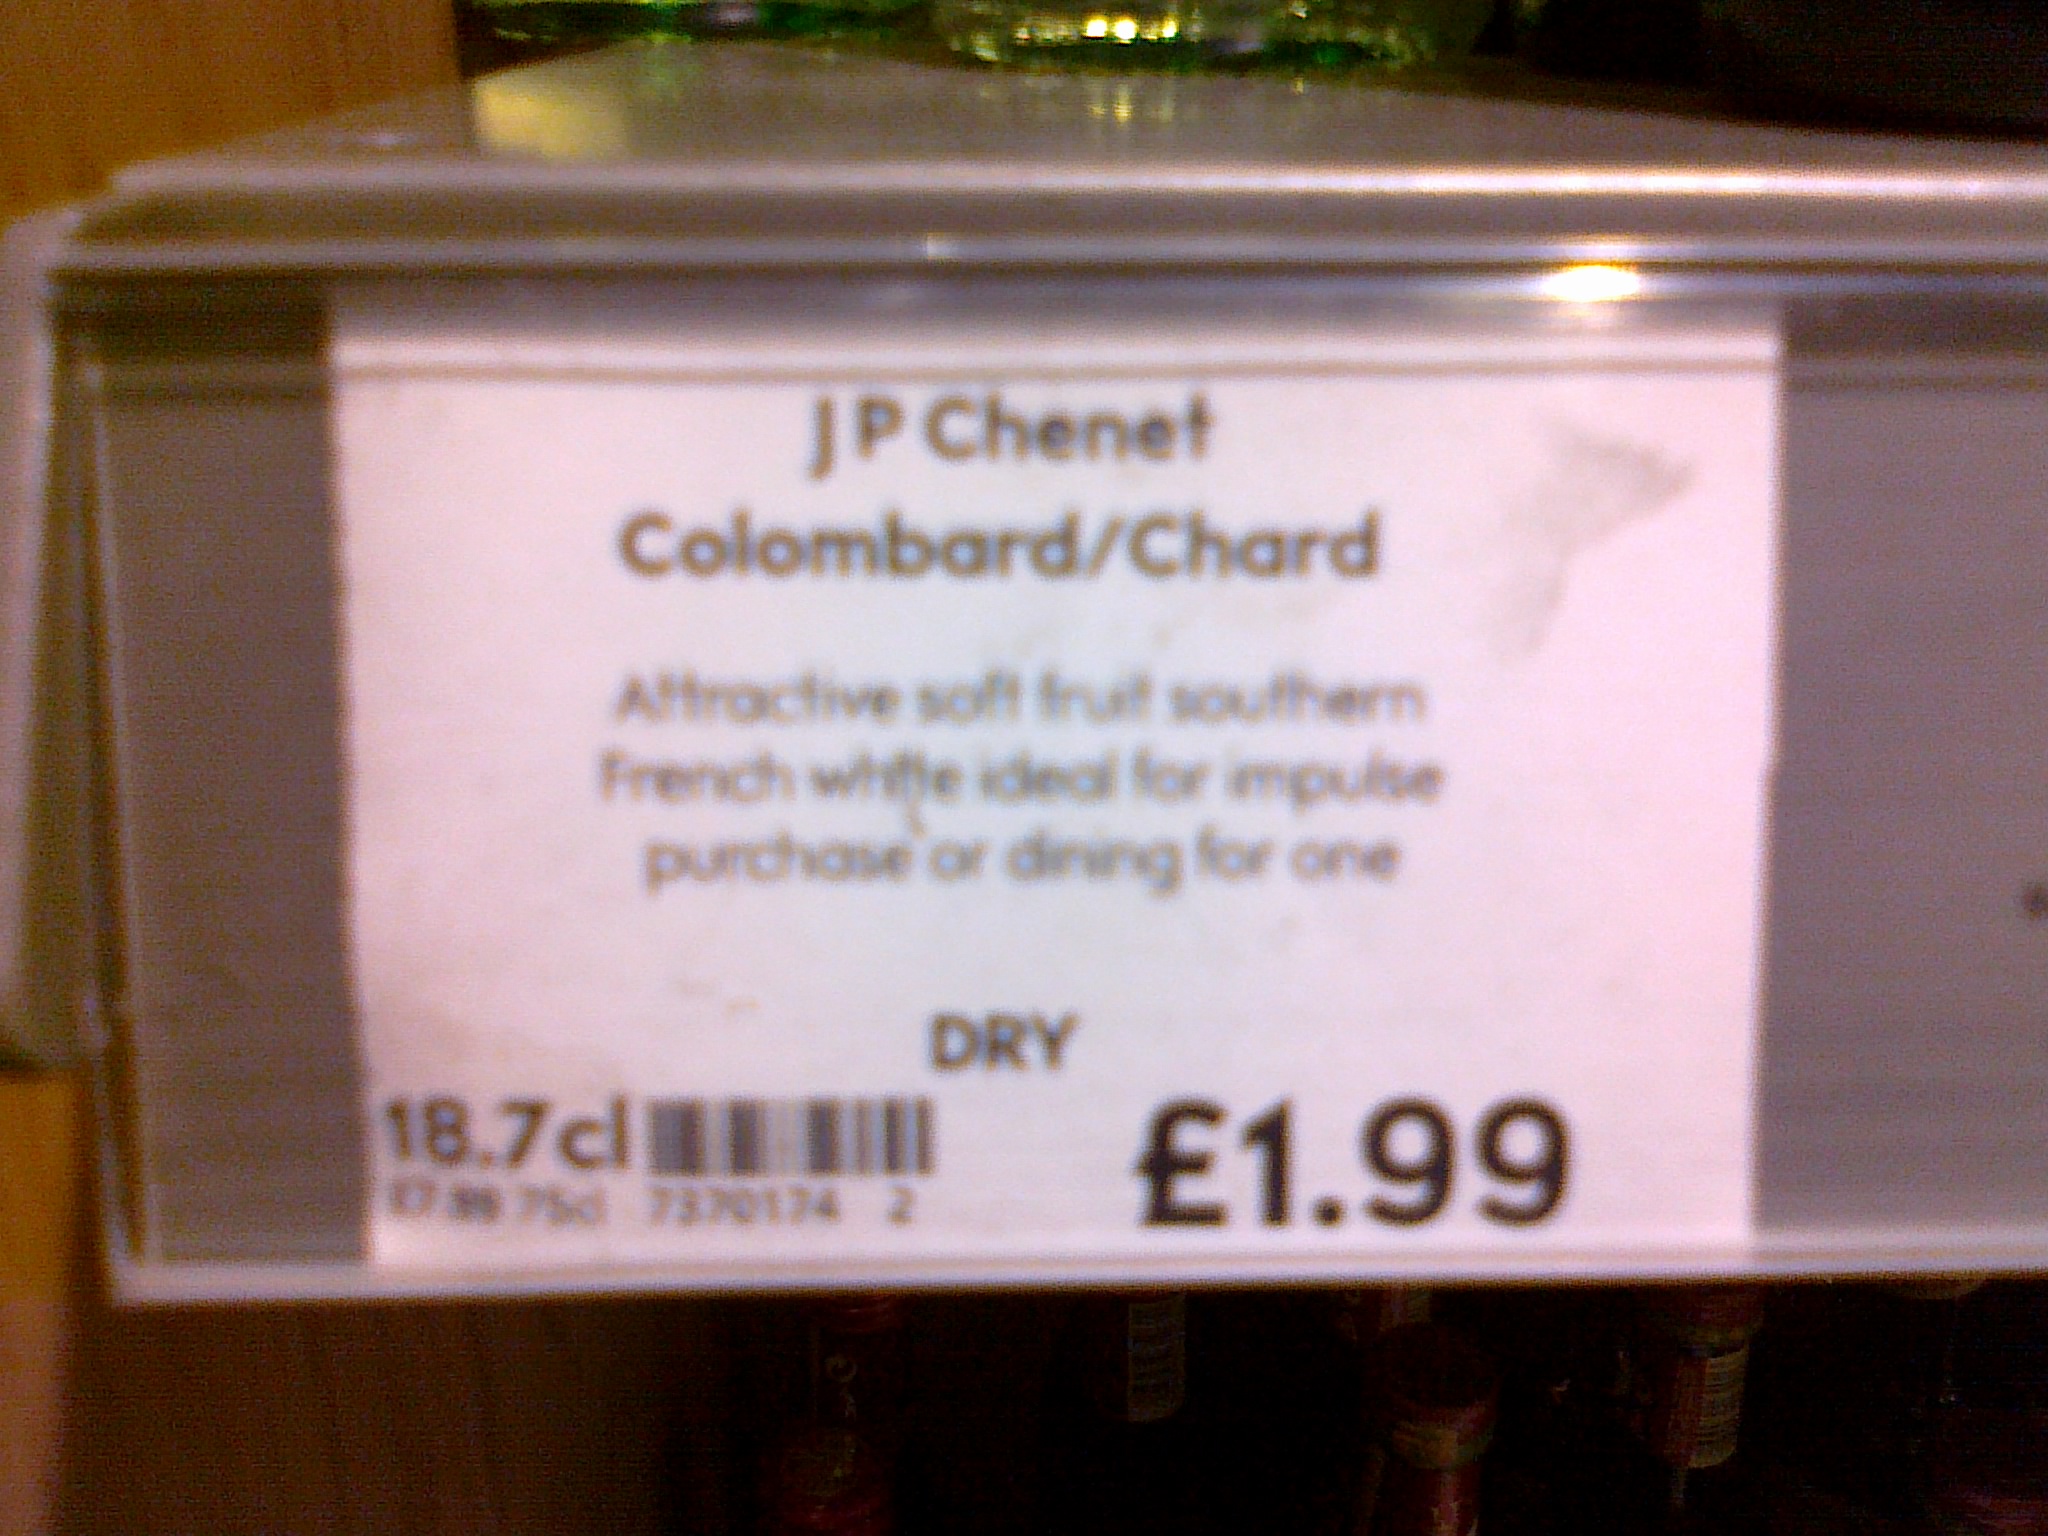 J P Chenet
Colombard/Chard
Attractive soft fruit southern
French white ideal for impulse
purchase or dining for one
DRY
18.7cl
75cl 7370174 2
£1.99